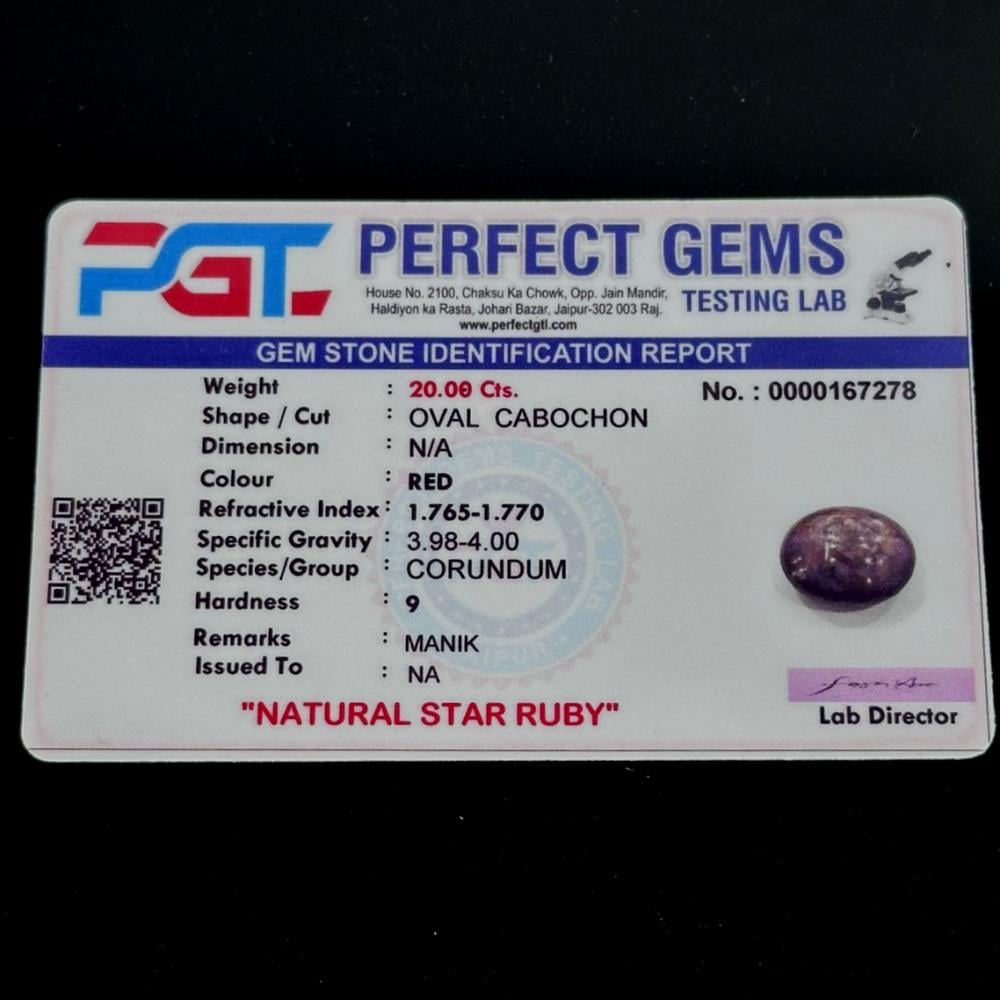 PGT.
PERFECT GEMS
House No. 2100, Chaksu Ka Chowk, Opp. Jain Mandir,
Haldiyon ka Rasta, Johari Bazar, Jaipur-302 003 Raj.
TESTING LAB
www.perfectgtl.com
GEM STONE IDENTIFICATION REPORT
Weight : 20.00 Cts.
No. : 0000167278
Shape / Cut : OVAL CABOCHON
Dimension : N/A
Colour : RED
Refractive Index : 1.765-1.770
Specific Gravity : 3.98-4.00
Species/Group : CORUNDUM
Hardness : 9
Remarks : MANIK
Issued To : NA
"NATURAL STAR RUBY"
Lab Director